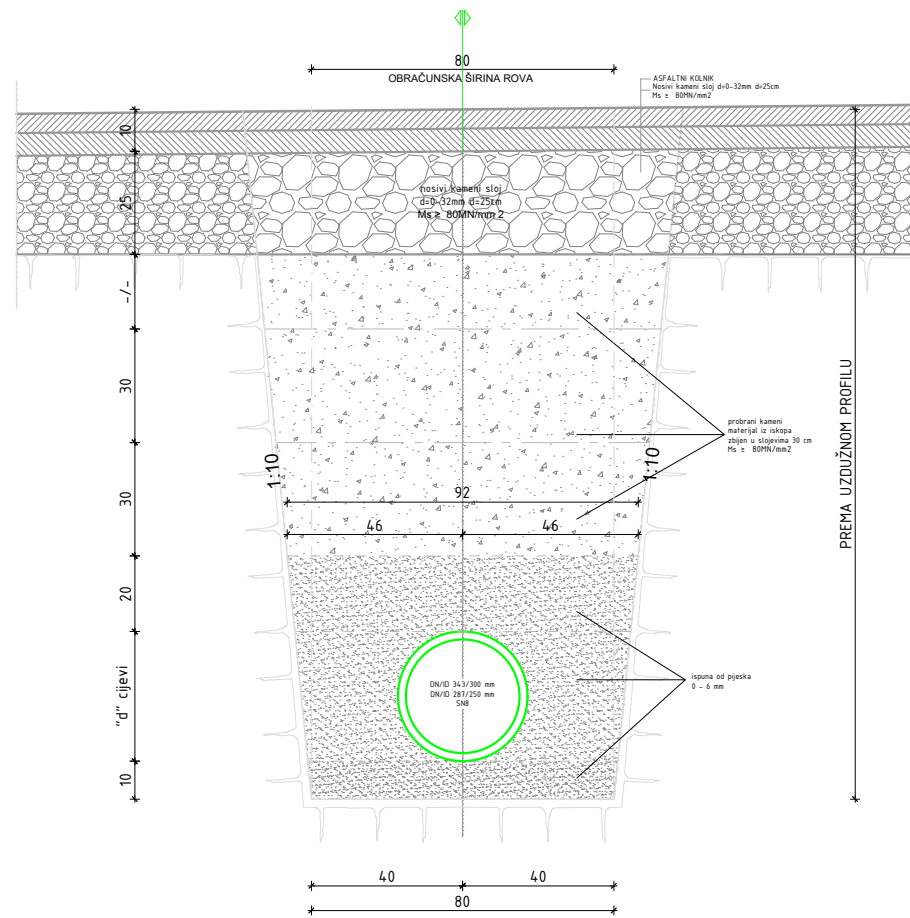 80
OBRAČUNSKA ŠIRINA ROVA
ASFALTNI KOLNIK
Nosivi kameni sloj d=0-32mm d=25cm
Ms ≥ 80MN/mm2
10
25
nosivi kameni sloj
d=0-32mm d=25cm
Ms ≥ 80MN/mm 2
-/-
30
30
20
"d" cijevi
10
1:10
1:10
92
46
46
probrani kameni
materijal iz iskopa
zbijen u slojevima 30 cm
Ms ≥ 80MN/mm2
PREMA UZDUŽNOM PROFILU
DN/ID 343/300 mm
DN/ID 287/250 mm
SN8
ispuna od pijeska
0 - 6 mm
40
40
80